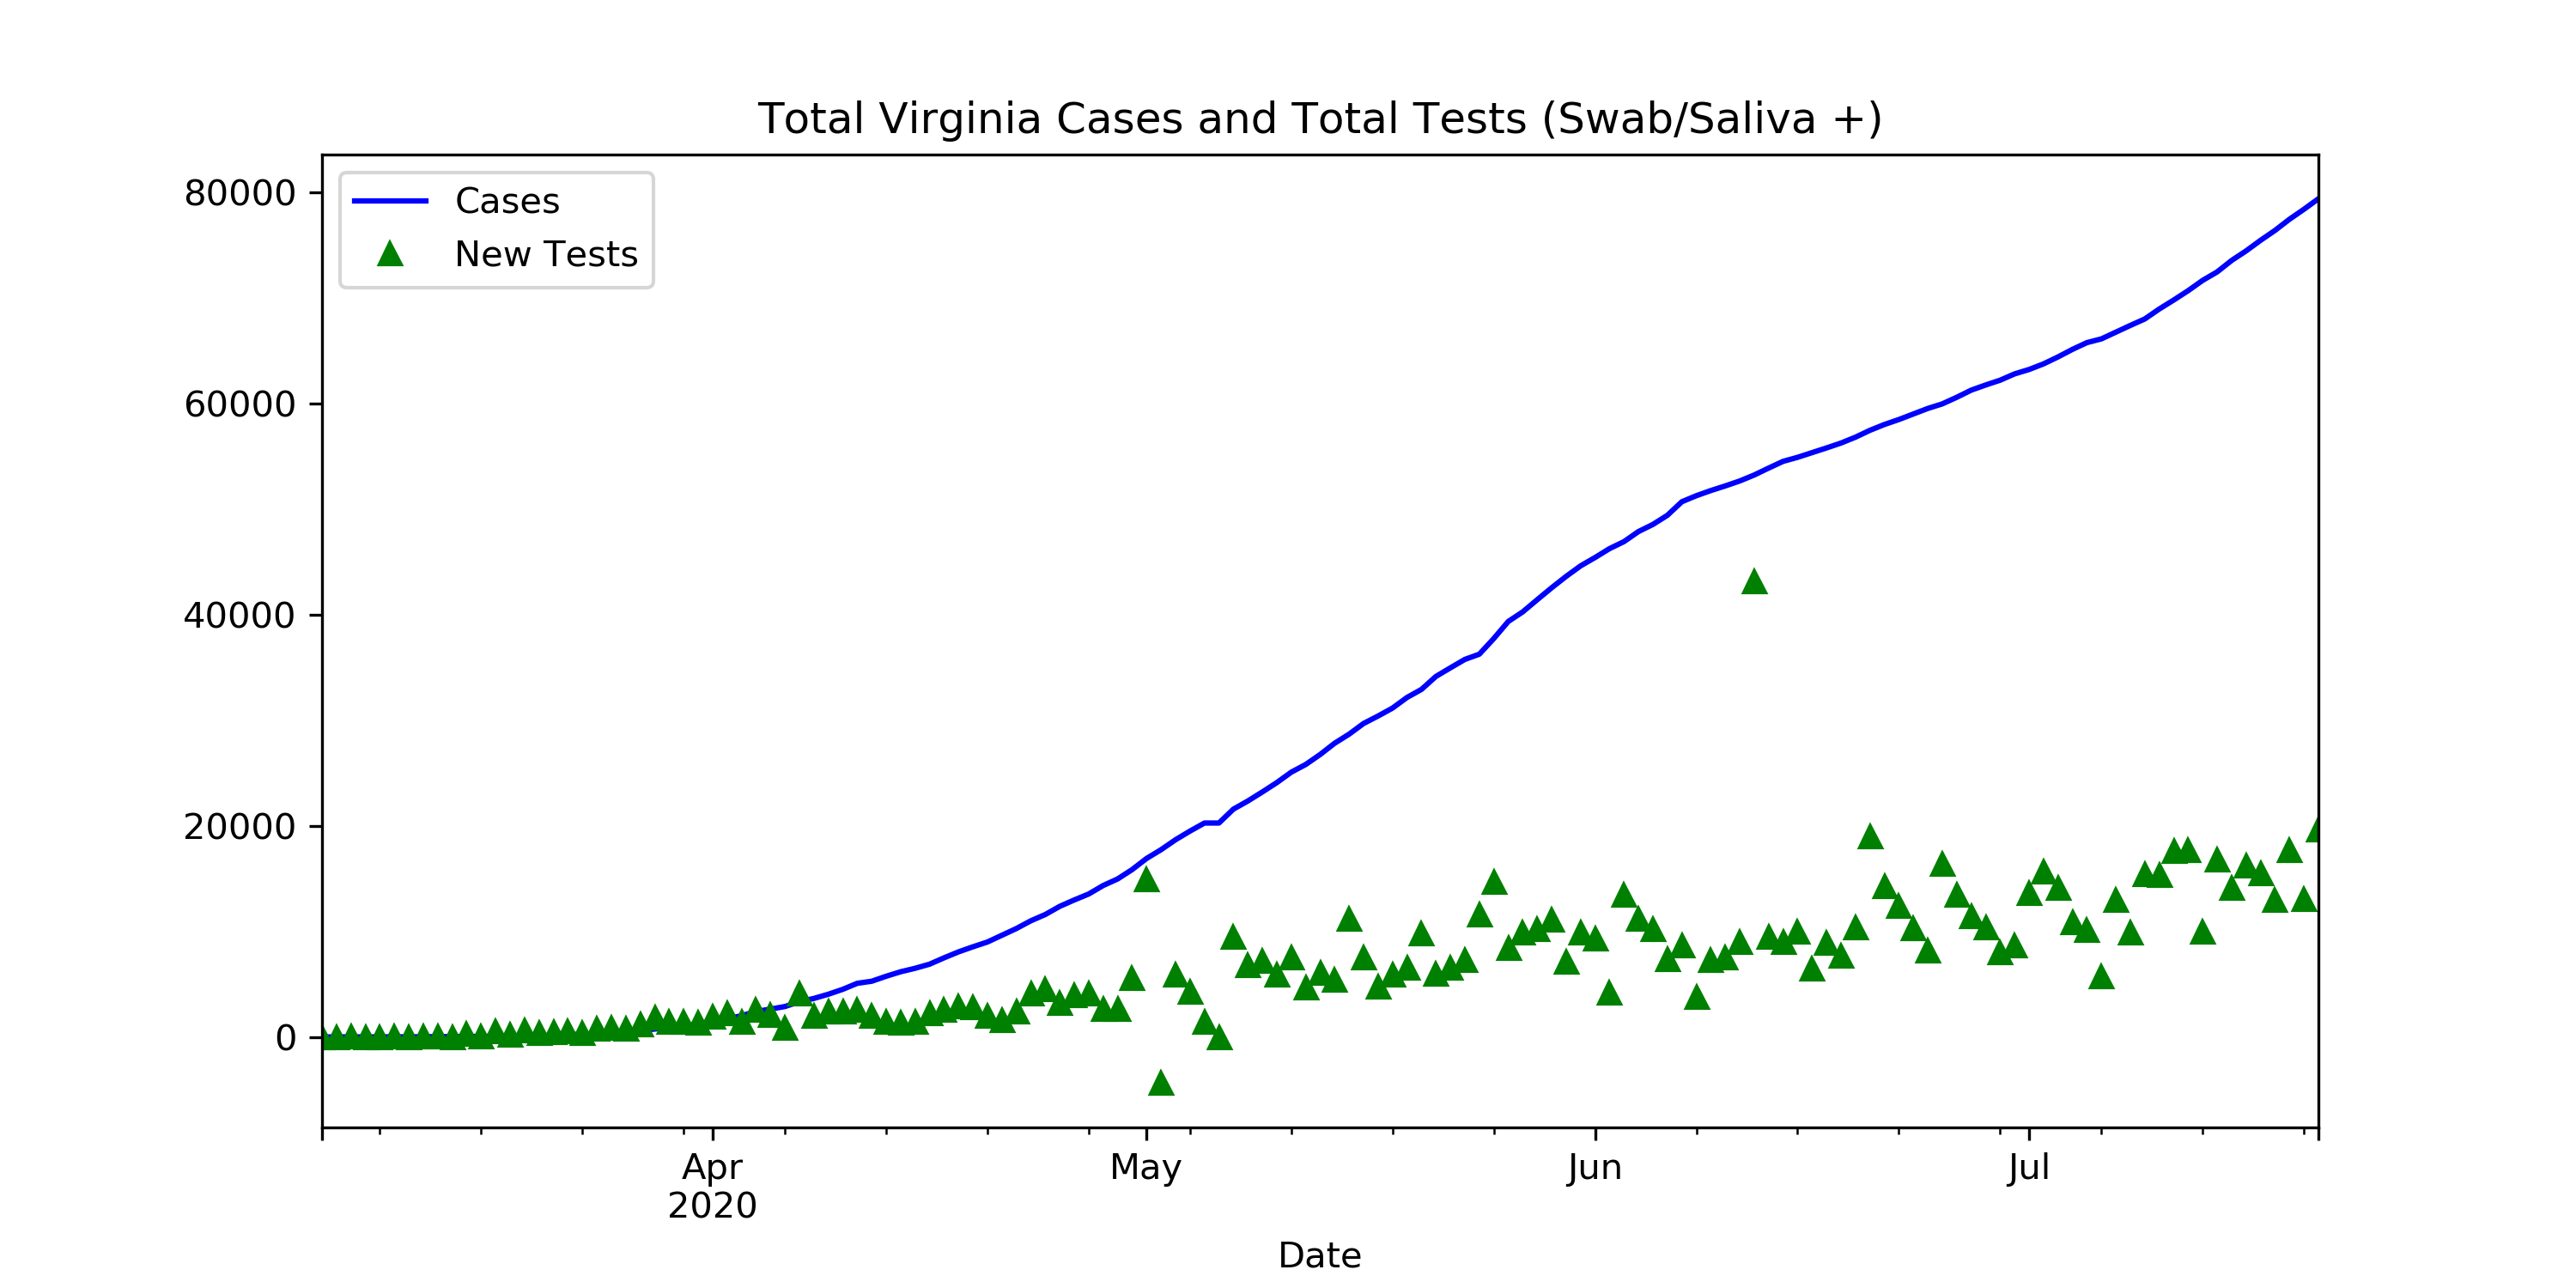 Total Virginia Cases and Total Tests (Swab/Saliva +)
Cases
New Tests
80000
60000
40000
20000
0
Apr
2020
May
Jun
Jul
Date